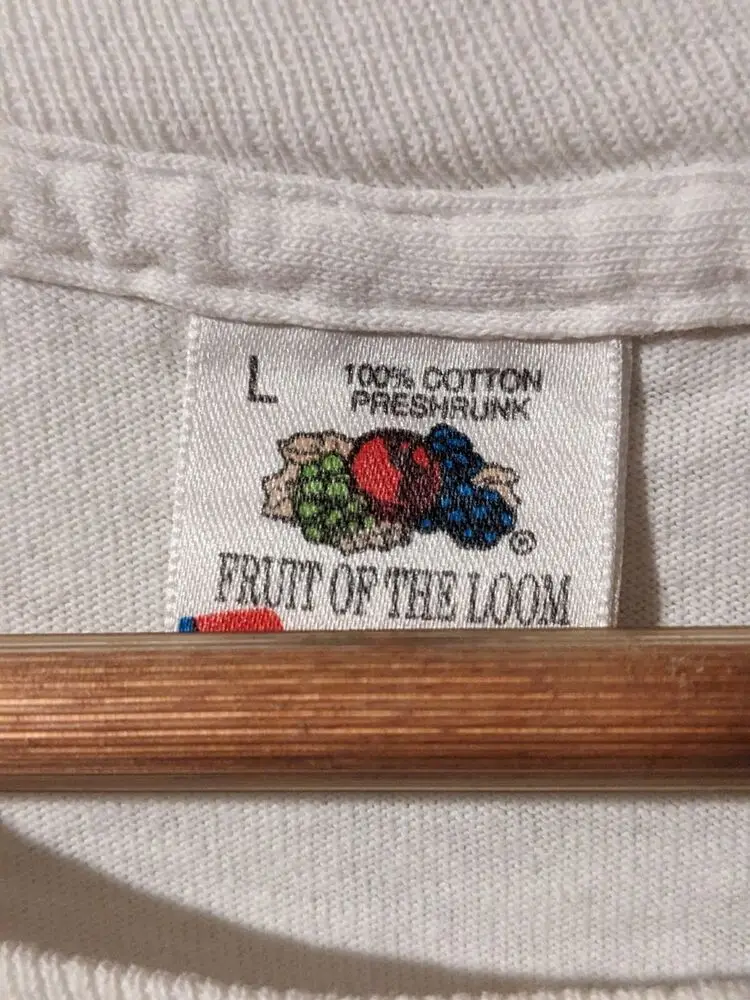 L
100% COTTON
PRESHRUNK
®
FRUIT OF THE LOOM